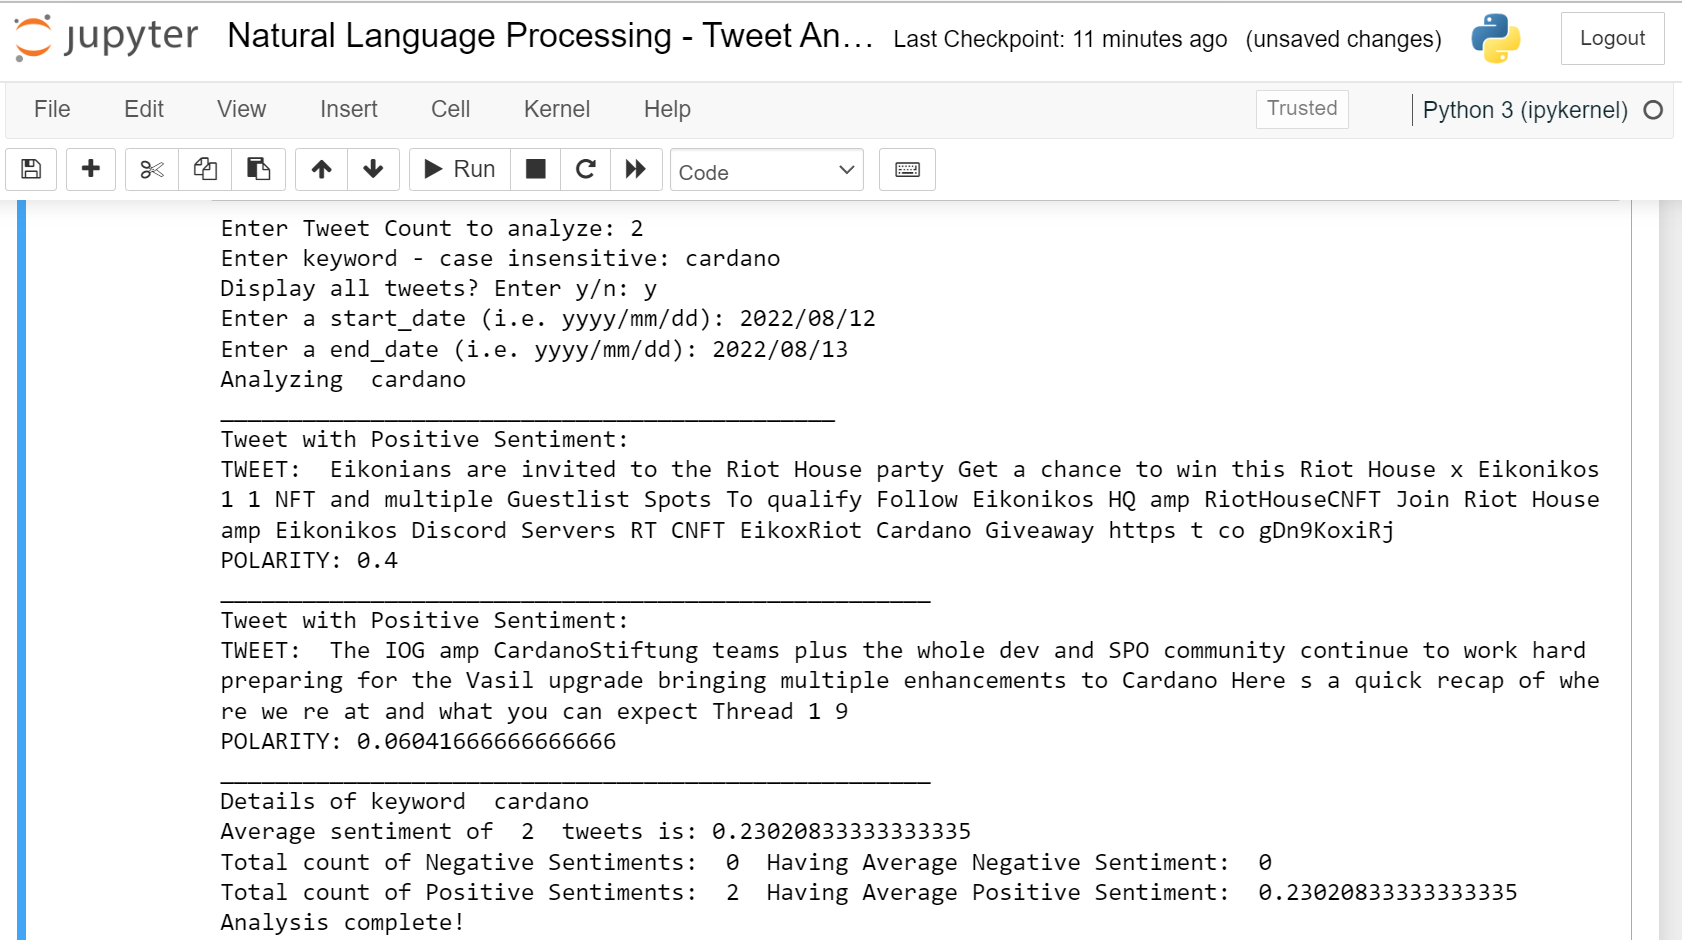 jupyter Natural Language Processing - Tweet An... Last Checkpoint: 11 minutes ago (unsaved changes) Logout
File Edit View Insert Cell Kernel Help Trusted Python 3 (ipykernel)
Run Code
Enter Tweet Count to analyze: 2
Enter keyword - case insensitive: cardano
Display all tweets? Enter y/n: y
Enter a start_date (i.e. yyyy/mm/dd): 2022/08/12
Enter a end_date (i.e. yyyy/mm/dd): 2022/08/13
Analyzing  cardano
_____________________________________________
Tweet with Positive Sentiment:
TWEET:  Eikonians are invited to the Riot House party Get a chance to win this Riot House x Eikonikos
1 1 NFT and multiple Guestlist Spots To qualify Follow Eikonikos HQ amp RiotHouseCNFT Join Riot House
amp Eikonikos Discord Servers RT CNFT EikoxRiot Cardano Giveaway https t co gDn9KoxiRj
POLARITY: 0.4
____________________________________________________
Tweet with Positive Sentiment:
TWEET:  The IOG amp CardanoStiftung teams plus the whole dev and SPO community continue to work hard
preparing for the Vasil upgrade bringing multiple enhancements to Cardano Here s a quick recap of whe
re we re at and what you can expect Thread 1 9
POLARITY: 0.06041666666666666
____________________________________________________
Details of keyword  cardano
Average sentiment of  2  tweets is: 0.23020833333333335
Total count of Negative Sentiments:  0  Having Average Negative Sentiment:  0
Total count of Positive Sentiments:  2  Having Average Positive Sentiment:  0.23020833333333335
Analysis complete!